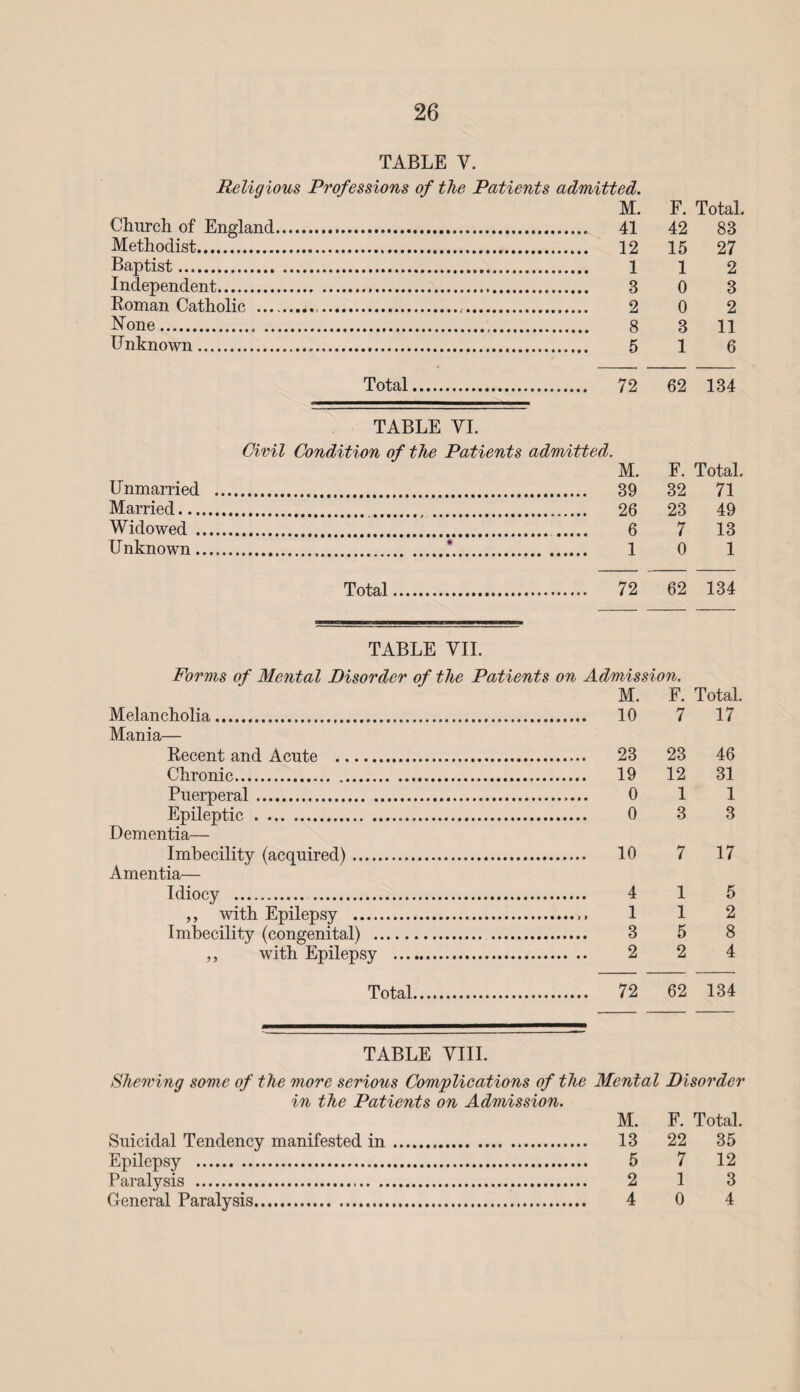 26
TABLE V.
Religious Professions of the Patients admitted.
M. F. Total.
Church of England.......... 41 42 83
Methodist.......... 12 15 27
Baptist.......... 1 1 2
Independent.......... 3 0 3
Roman Catholic .......... 2 0 2
None.......... 8 3 11
Unknown.......... 5 1 6
Total.......... 72 62 134
TABLE VI.
Civil Condition of the Patients admitted.
M. F. Total.
Unmarried .......... 39 32 71
Married.......... 26 23 49
Widowed .......... 6 7 13
Unknown.......... 1 0 1
Total.......... 72 62 134
TABLE VII.
Forms of Mental Disorder of the Patients on Admission.
M. F. Total.
Melancholia.......... 10 7 17
Mania—
Recent and Acute .......... 23 23 46
Chronic.......... 19 12 31
Puerperal .......... 0 1 1
Epileptic .......... 0 3 3
Dementia—
Imbecility (acquired).......... 10 7 17
Amentia—
Idiocy .......... 4 1 5
,, with Epilepsy .......... 1 1 2
Imbecility (congenital) .......... 3 5 8
,, with Epilepsy .......... 2 2 4
Total.......... 72 62 134
TABLE VIII.
Shewing some of the more serious Complications of the Mental Disorder
in the Patients on Admission.
M. F. Total.
Suicidal Tendency manifested in .......... 13 22 35
Epilepsy .......... 5 7 12
Paralysis .......... 2 1 3
General Paralysis.......... 4 0 4